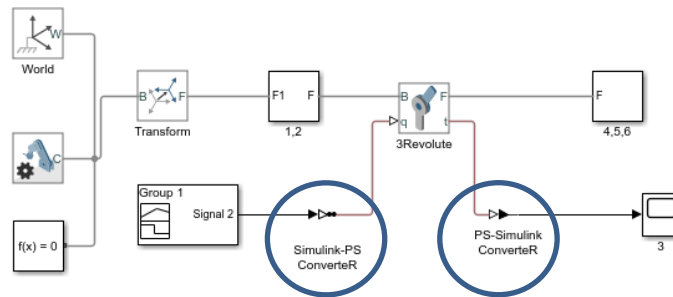 W
World
B
F
Transform
F1
F
1,2
B
F
q
t
3Revolute
F
4,5,6
C
Group 1
Signal 2
Simulink-PS
ConverteR
PS-Simulink
ConverteR
3
f(x) = 0